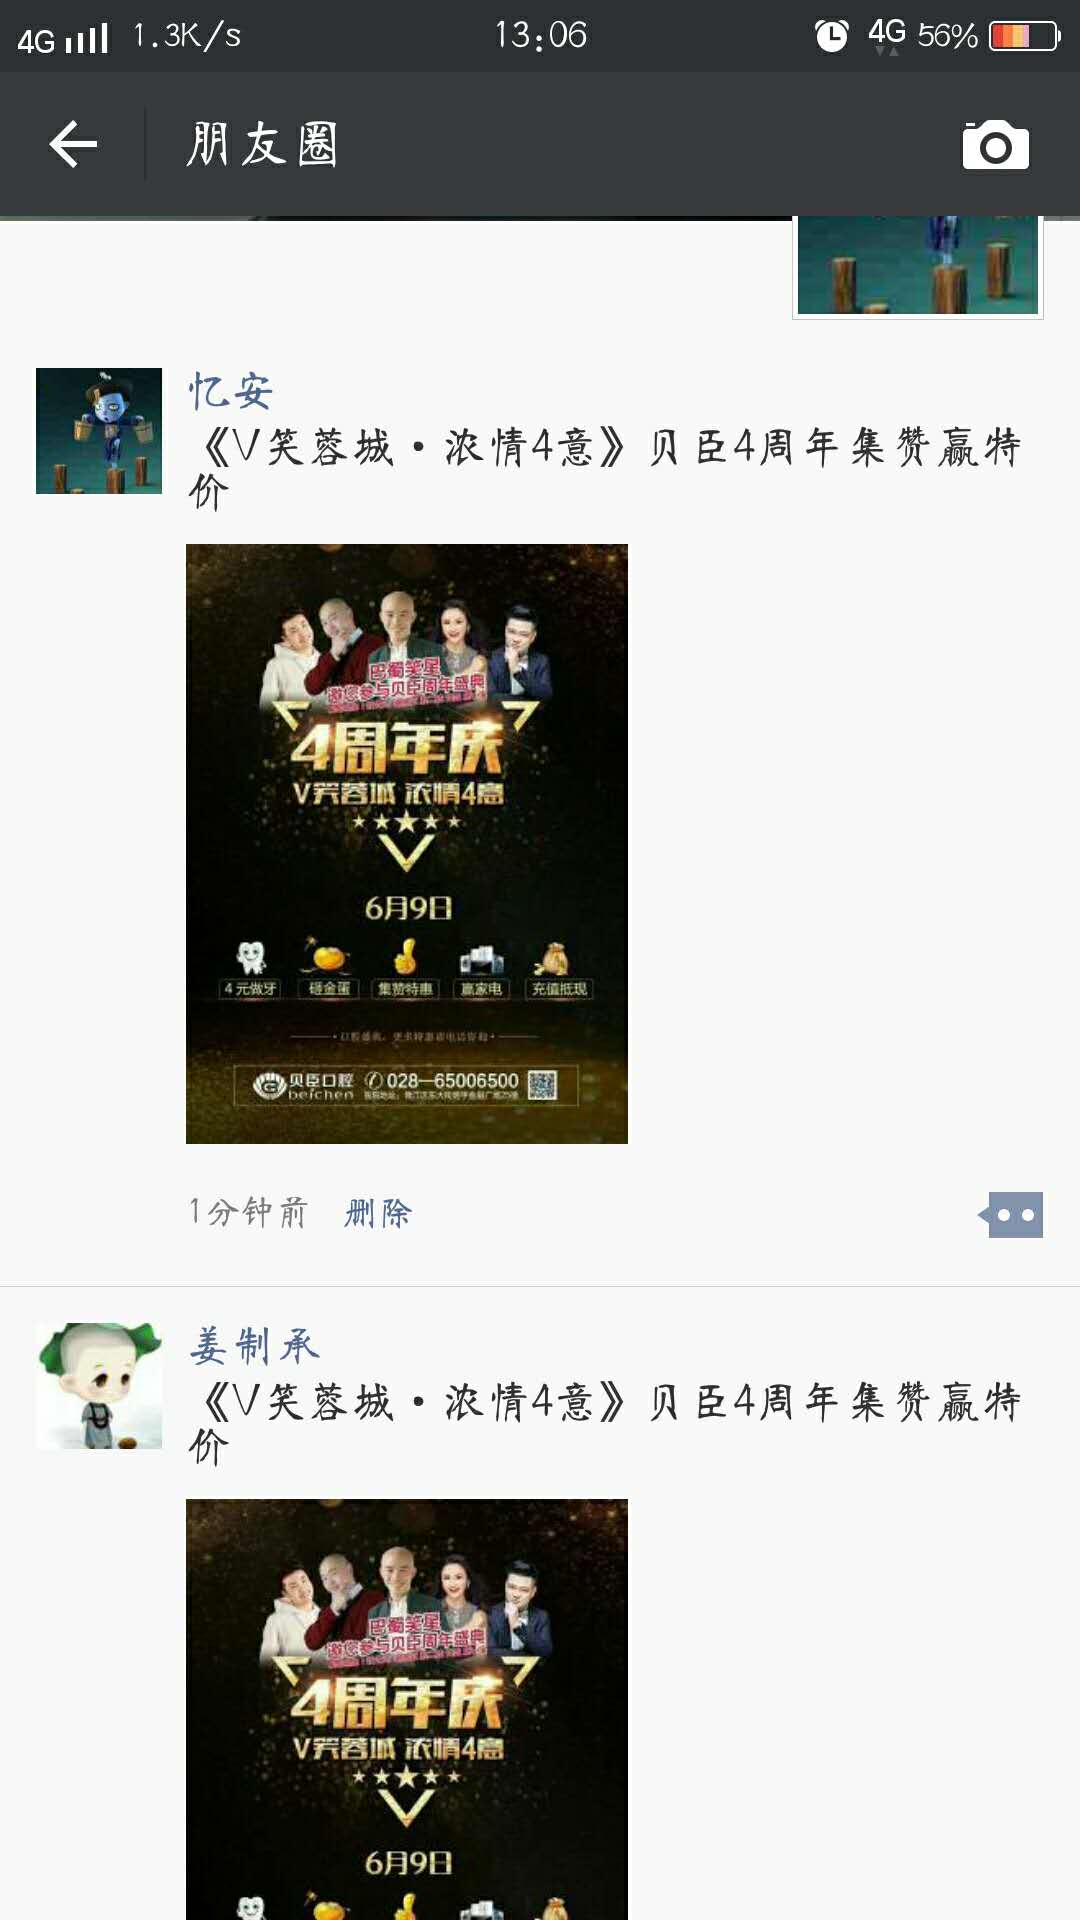 4G 1.3K/s 13:06 4G 56%
朋友圈
忆安
《V笑蓉城·浓情4意》贝臣4周年集赞赢特
价
巴蜀笑星
邀您参与贝臣周年盛典
4周年庆
V芙蓉城 浓情4意
6月9日
4元做牙 砸金蛋 集赞特惠 赢家电 充值抵现
贝臣口腔 028—65006500
beichen
1分钟前 删除
姜制承
《V笑蓉城·浓情4意》贝臣4周年集赞赢特
价
巴蜀笑星
邀您参与贝臣周年盛典
4周年庆
V芙蓉城 浓情4意
6月9日